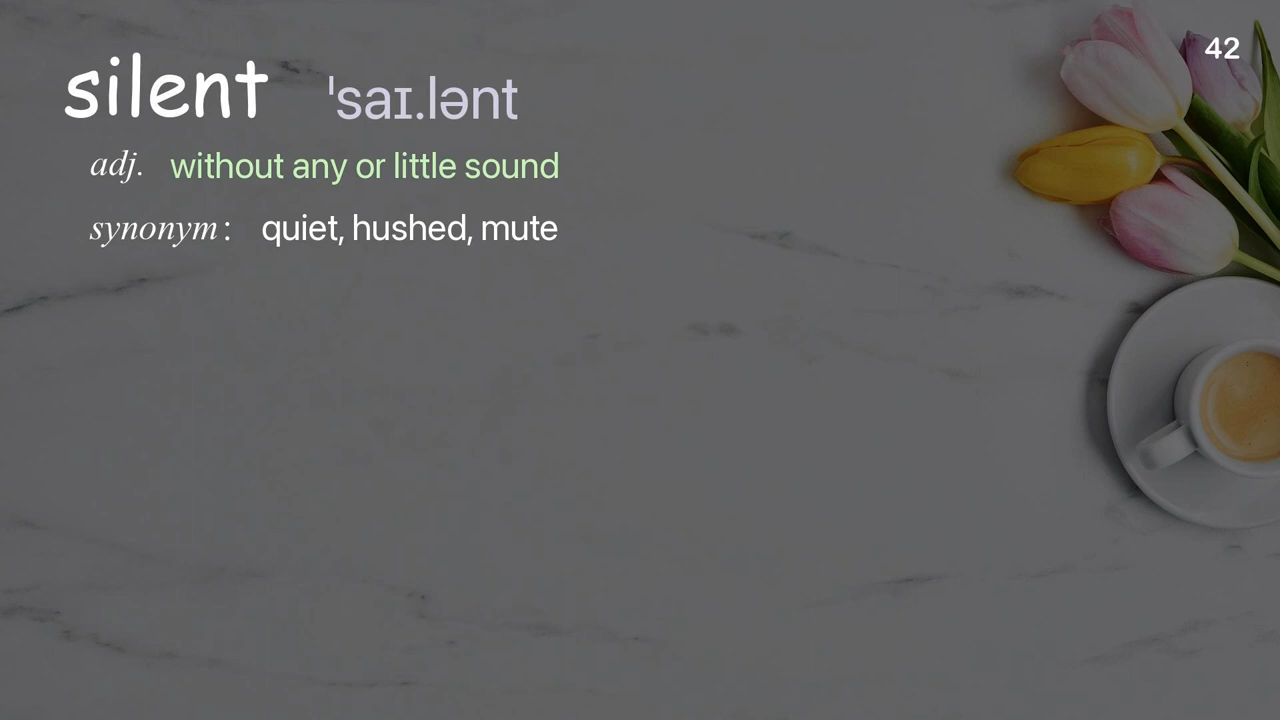 42
silent ˈsaɪ.lənt
adj. without any or little sound
synonym : quiet, hushed, mute